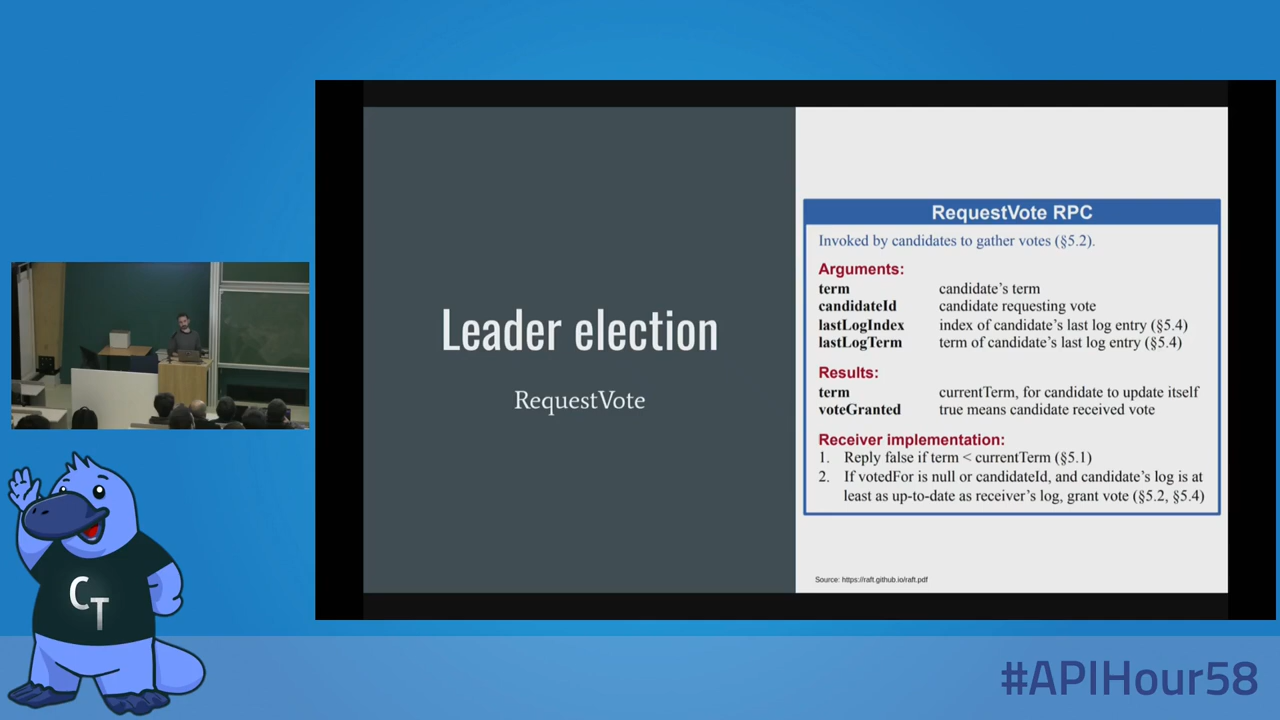 Leader election
RequestVote
RequestVote RPC
Invoked by candidates to gather votes (§5.2).
Arguments:
term candidate's term
candidateId candidate requesting vote
lastLogIndex index of candidate's last log entry (§5.4)
lastLogTerm term of candidate's last log entry (§5.4)
Results:
term currentTerm, for candidate to update itself
voteGranted true means candidate received vote
Receiver implementation:
1. Reply false if term < currentTerm (§5.1)
2. If votedFor is null or candidateId, and candidate's log is at
least as up-to-date as receiver's log, grant vote (§5.2, §5.4)
Source: https://raft.github.io/raft.pdf
CT
#APIHour58